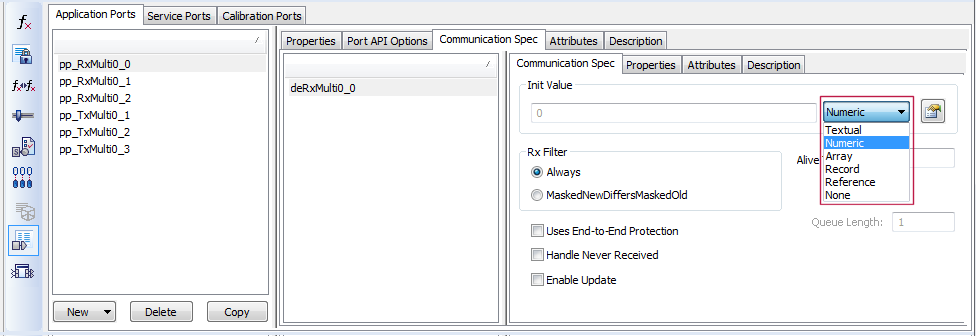 Application Ports
Service Ports
Calibration Ports
pp_RxMulti0_0
pp_RxMulti0_1
pp_RxMulti0_2
pp_TxMulti0_1
pp_TxMulti0_2
pp_TxMulti0_3
New
Delete
Copy
Properties
Port API Options
Communication Spec
Attributes
Description
deRxMulti0_0
Communication Spec
Properties
Attributes
Description
Init Value
0
Numeric
Textual
Numeric
Array
Record
Reference
None
Rx Filter
Always
MaskedNewDiffersMaskedOld
Alive
Queue Length: 1
Uses End-to-End Protection
Handle Never Received
Enable Update